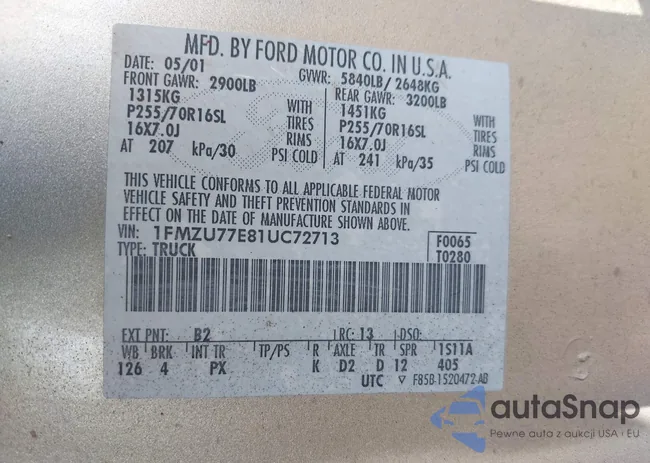 MFD. BY FORD MOTOR CO. IN U.S.A.
DATE: 05/01 GVWR: 5840LB/ 2648KG
FRONT GAWR: 2900LB REAR GAWR: 3200LB
1315KG WITH 1451KG WITH
P255/70R16SL TIRES P255/70R16SL TIRES
16X7.0J RIMS 16X7.0J RIMS
AT 207 kPa/30 PSI COLD AT 241 kPa/35 PSI COLD
THIS VEHICLE CONFORMS TO ALL APPLICABLE FEDERAL MOTOR
VEHICLE SAFETY AND THEFT PREVENTION STANDARDS IN
EFFECT ON THE DATE OF MANUFACTURE SHOWN ABOVE.
VIN: 1FMZU77E81UC72713 F0065
TYPE: TRUCK T0280
EXT PNT: B2 RC: 13 DSO:
WB BRK INT TR TP/PS R AXLE TR SPR 1S11A
126 4 PX K D2 D 12 405
UTC ▽ F85B-1520472-AB
autaSnap
Pewne auta z aukcji USA i EU